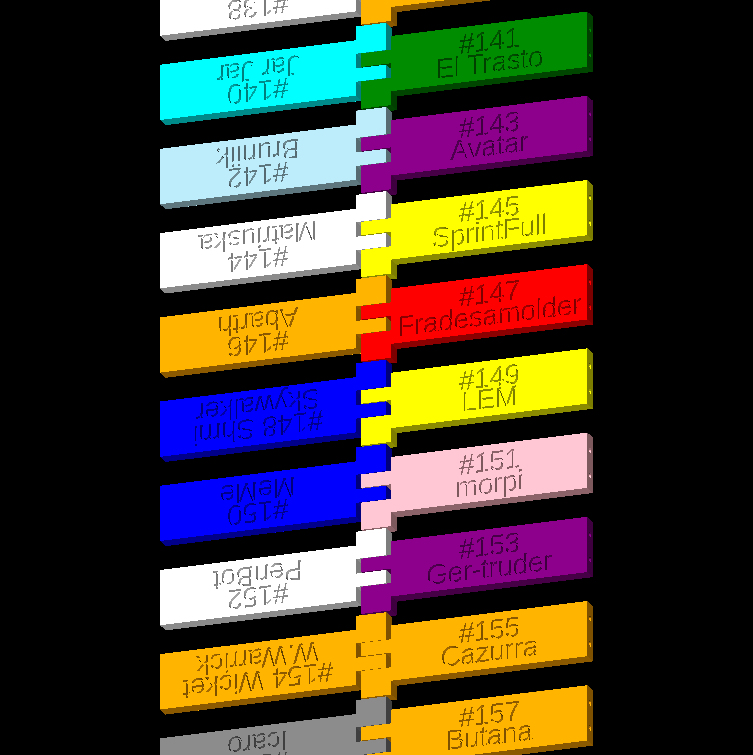 #138
#140
Jar Jar
#141
El Trasto
#142
#143
Avatar
#144
Matriuska
#145
SprintFull
#146
Abarth
#147
Fradesamolder
#148 Shmi
Skywalker
#149
LEM
#150
MeMe
#151
morpi
#152
PenBot
#153
Ger-truder
#154 Wicket
W.Warrick
#155
Cazurra
Icaro
#157
Butana